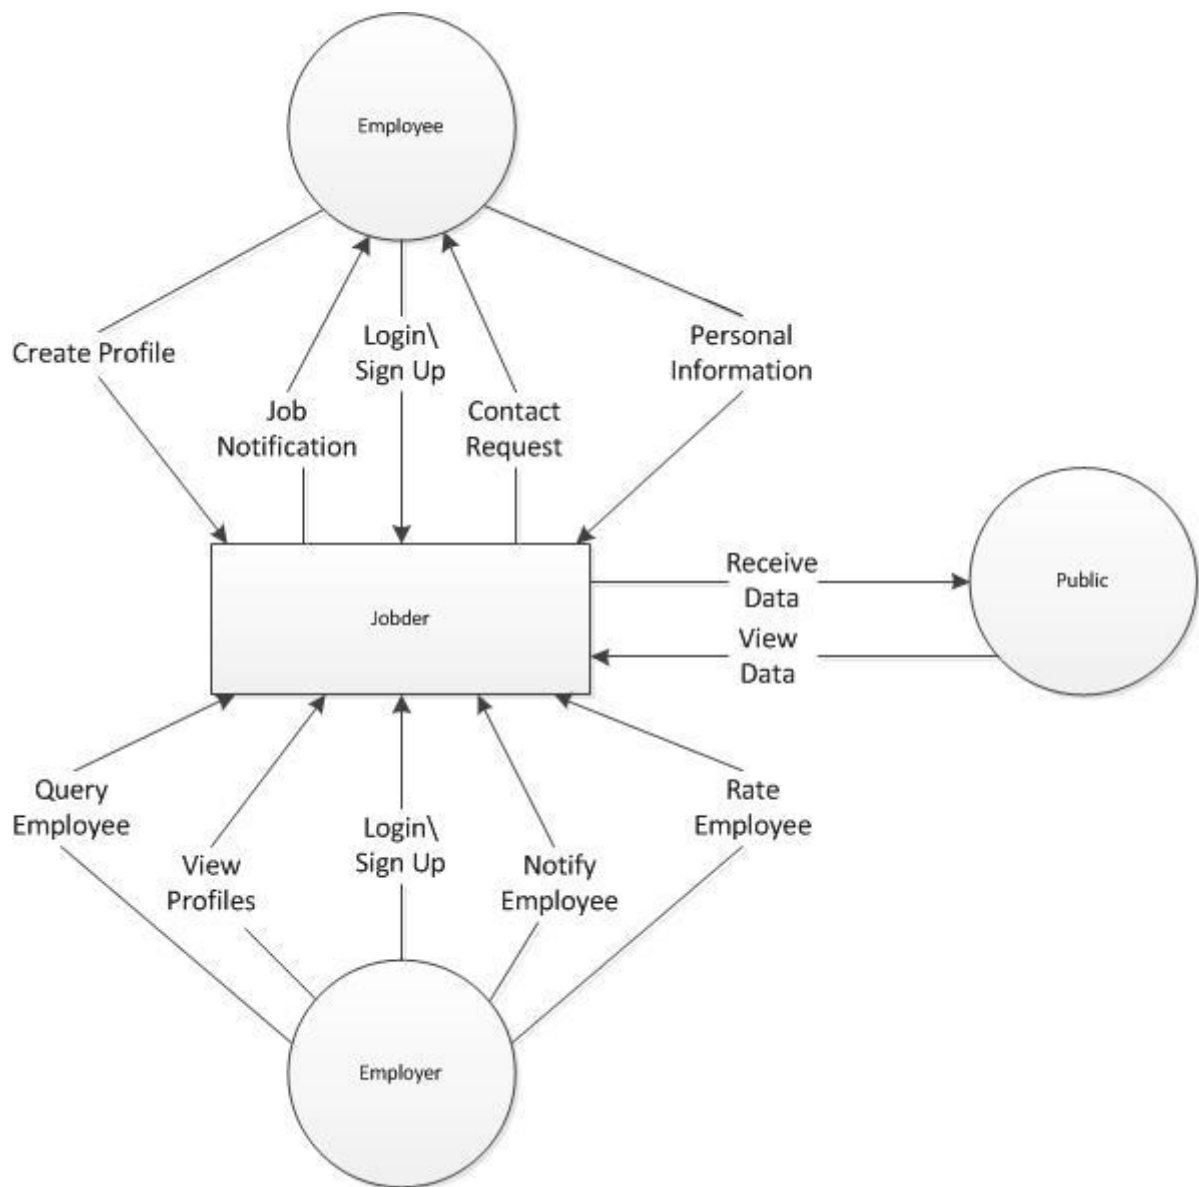 Employee
Create Profile
Login\
Sign Up
Personal
Information
Job
Notification
Contact
Request
Receive
Data
Public
Jobder
View
Data
Query
Employee
View
Profiles
Login\
Sign Up
Notify
Employee
Rate
Employee
Employer